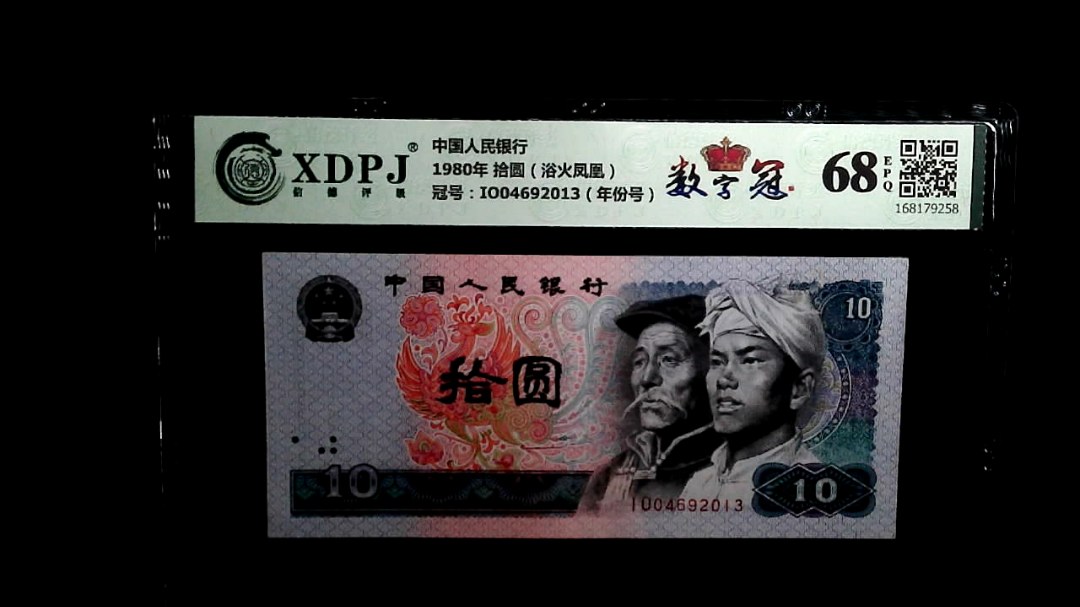 XDPJ®
信德评级
中国人民银行
1980年 拾圆（浴火凤凰）
冠号：IO04692013（年份号）
数字冠
68
EPQ
168179258
中国人民银行
10
拾圆
10
IO04692013
10